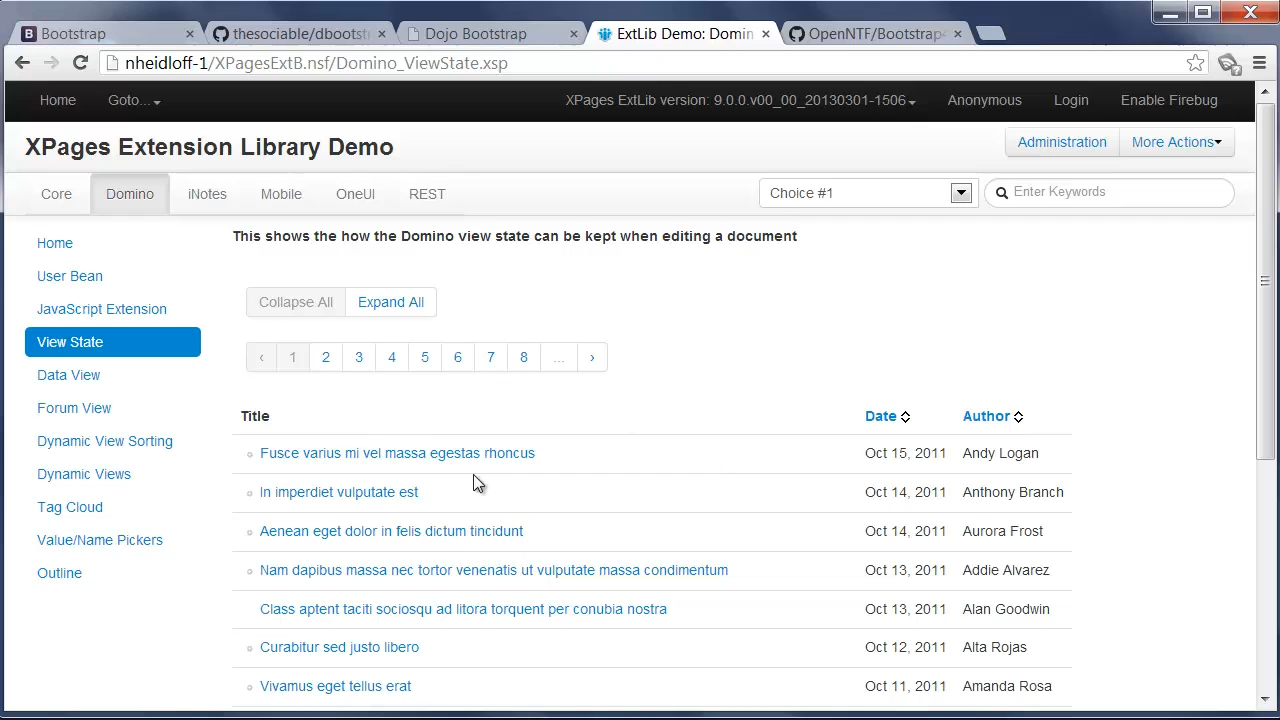 Bootstrap
thesociable/dbootst
Dojo Bootstrap
ExtLib Demo: Domin
OpenNTF/Bootstrap4
nheidloff-1/XPagesExtB.nsf/Domino_ViewState.xsp
Home Goto... XPages ExtLib version: 9.0.0.v00_00_20130301-1506 Anonymous Login Enable Firebug
XPages Extension Library Demo
Administration More Actions
Core Domino iNotes Mobile OneUI REST Choice #1 Enter Keywords
Home
User Bean
JavaScript Extension
View State
Data View
Forum View
Dynamic View Sorting
Dynamic Views
Tag Cloud
Value/Name Pickers
Outline
This shows the how the Domino view state can be kept when editing a document
Collapse All Expand All
‹ 1 2 3 4 5 6 7 8 ... ›
Title Date Author
Fusce varius mi vel massa egestas rhoncus Oct 15, 2011 Andy Logan
In imperdiet vulputate est Oct 14, 2011 Anthony Branch
Aenean eget dolor in felis dictum tincidunt Oct 14, 2011 Aurora Frost
Nam dapibus massa nec tortor venenatis ut vulputate massa condimentum Oct 13, 2011 Addie Alvarez
Class aptent taciti sociosqu ad litora torquent per conubia nostra Oct 13, 2011 Alan Goodwin
Curabitur sed justo libero Oct 12, 2011 Alta Rojas
Vivamus eget tellus erat Oct 11, 2011 Amanda Rosa